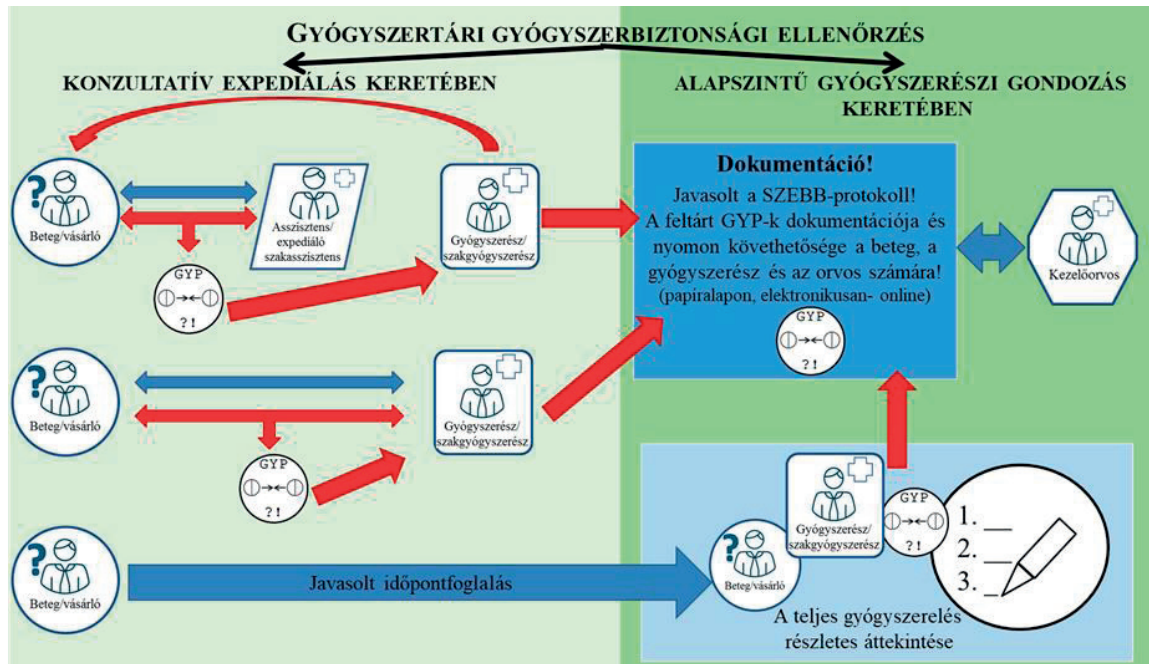 GYÓGYSZERTÁRI GYÓGYSZERBIZTONSÁGI ELLENŐRZÉS
KONZULTATÍV EXPEDIÁLÁS KERETÉBEN
ALAPSZINTŰ GYÓGYSZERÉSZI GONDOZÁS
KERETÉBEN
?
Beteg/vásárló
Asszisztens/
expediáló
szakasszisztens
Gyógyszerész/
szakgyógyszerész
GYP
?!
Dokumentáció!
Javasolt a SZEBB-protokoll!
A feltárt GYP-k dokumentációja és
nyomon követhetősége a beteg, a
gyógyszerész és az orvos számára!
(papíralapon, elektronikusan- online)
GYP
?!
Kezelőorvos
?
Beteg/vásárló
Gyógyszerész/
szakgyógyszerész
GYP
?!
?
Beteg/vásárló
Javasolt időpontfoglalás
?
Beteg/vásárló
Gyógyszerész/
szakgyógyszerész
GYP
?!
1. __
2. __
3. _
A teljes gyógyszerelés
részletes áttekintése